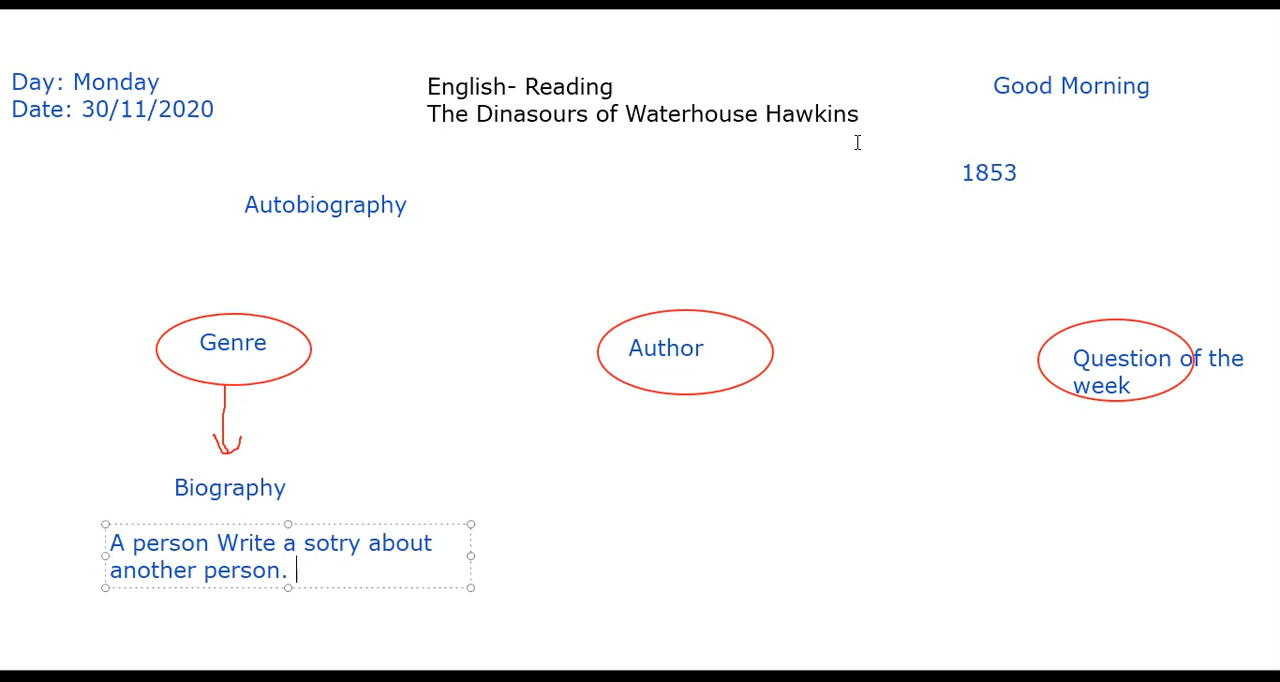 Day: Monday
Date: 30/11/2020
English- Reading
The Dinasours of Waterhouse Hawkins
Good Morning
1853
Autobiography
Genre
Author
Question of the
week
Biography
A person Write a sotry about
another person.